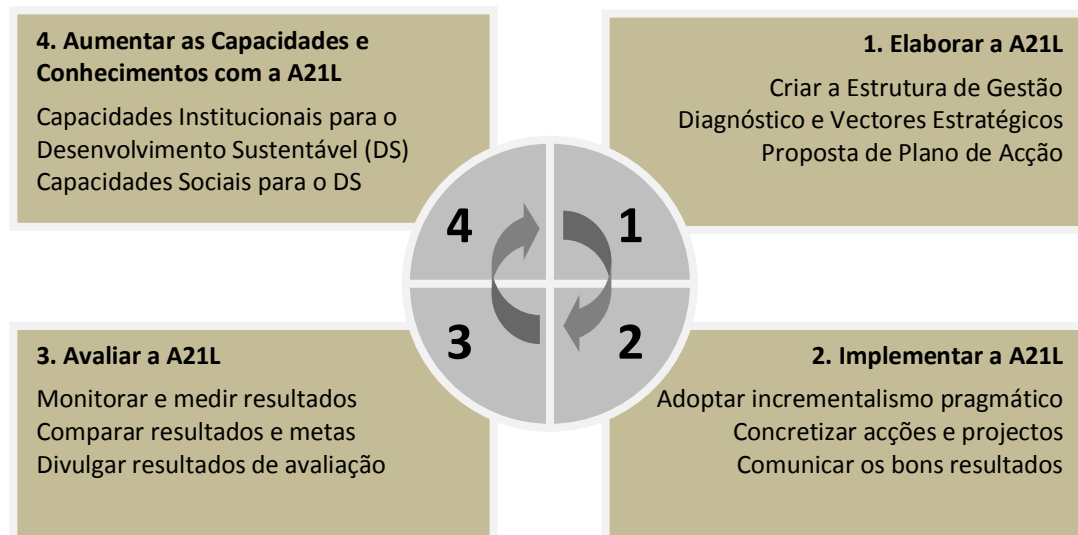 4. Aumentar as Capacidades e
Conhecimentos com a A21L
Capacidades Institucionais para o
Desenvolvimento Sustentável (DS)
Capacidades Sociais para o DS
1. Elaborar a A21L
Criar a Estrutura de Gestão
Diagnóstico e Vectores Estratégicos
Proposta de Plano de Acção
4
1
3
2
3. Avaliar a A21L
Monitorar e medir resultados
Comparar resultados e metas
Divulgar resultados de avaliação
2. Implementar a A21L
Adoptar incrementalismo pragmático
Concretizar acções e projectos
Comunicar os bons resultados